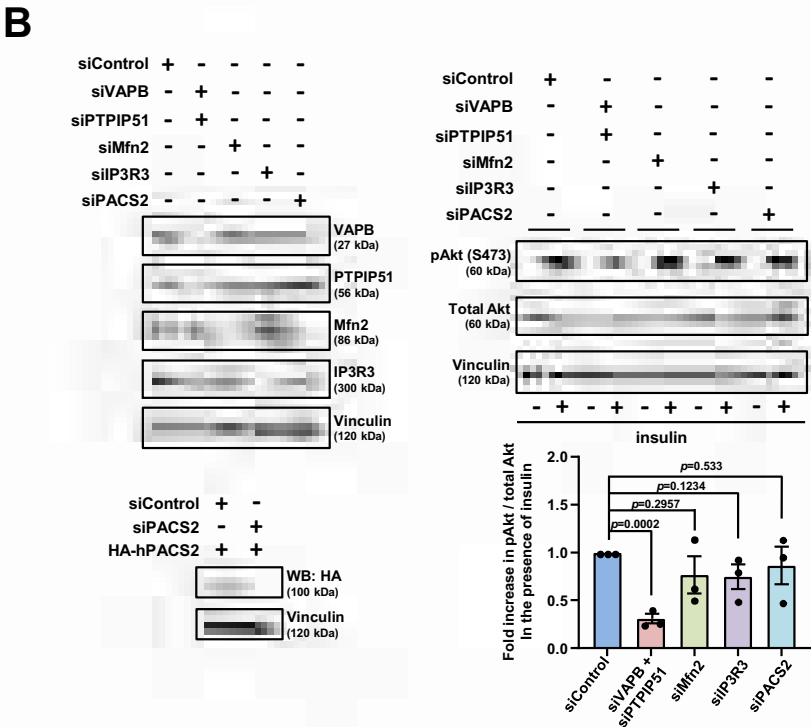 B
siControl + - - - -
siVAPB - + - - -
siPTPIP51 - + - - -
siMfn2 - - + - -
siIP3R3 - - - + -
siPACS2 - - - - +
VAPB
(27 kDa)
PTPIP51
(56 kDa)
Mfn2
(86 kDa)
IP3R3
(300 kDa)
Vinculin
(120 kDa)
siControl + -
siPACS2 - +
HA-hPACS2 + +
WB: HA
(100 kDa)
Vinculin
(120 kDa)
siControl + - - - -
siVAPB - + - - -
siPTPIP51 - + - - -
siMfn2 - - + - -
siIP3R3 - - - + -
siPACS2 - - - - +
pAkt (S473)
(60 kDa)
Total Akt
(60 kDa)
Vinculin
(120 kDa)
- + - + - + - + - +
insulin
Fold increase in pAkt / total Akt
In the presence of insulin
2.0
1.5
1.0
0.5
0.0
p=0.533
p=0.1234
p=0.2957
p=0.0002
siControl
siVAPB +
siPTPIP51
siMfn2
siIP3R3
siPACS2